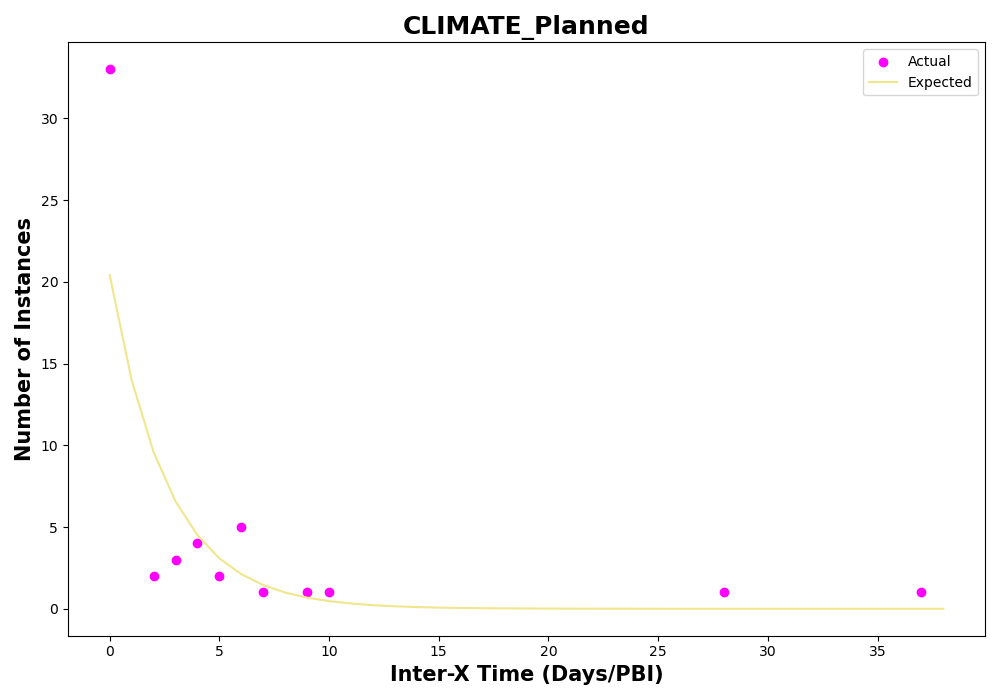 CLIMATE_Planned
Actual
Expected
Number of Instances
30
25
20
15
10
5
0
0 5 10 15 20 25 30 35
Inter-X Time (Days/PBI)